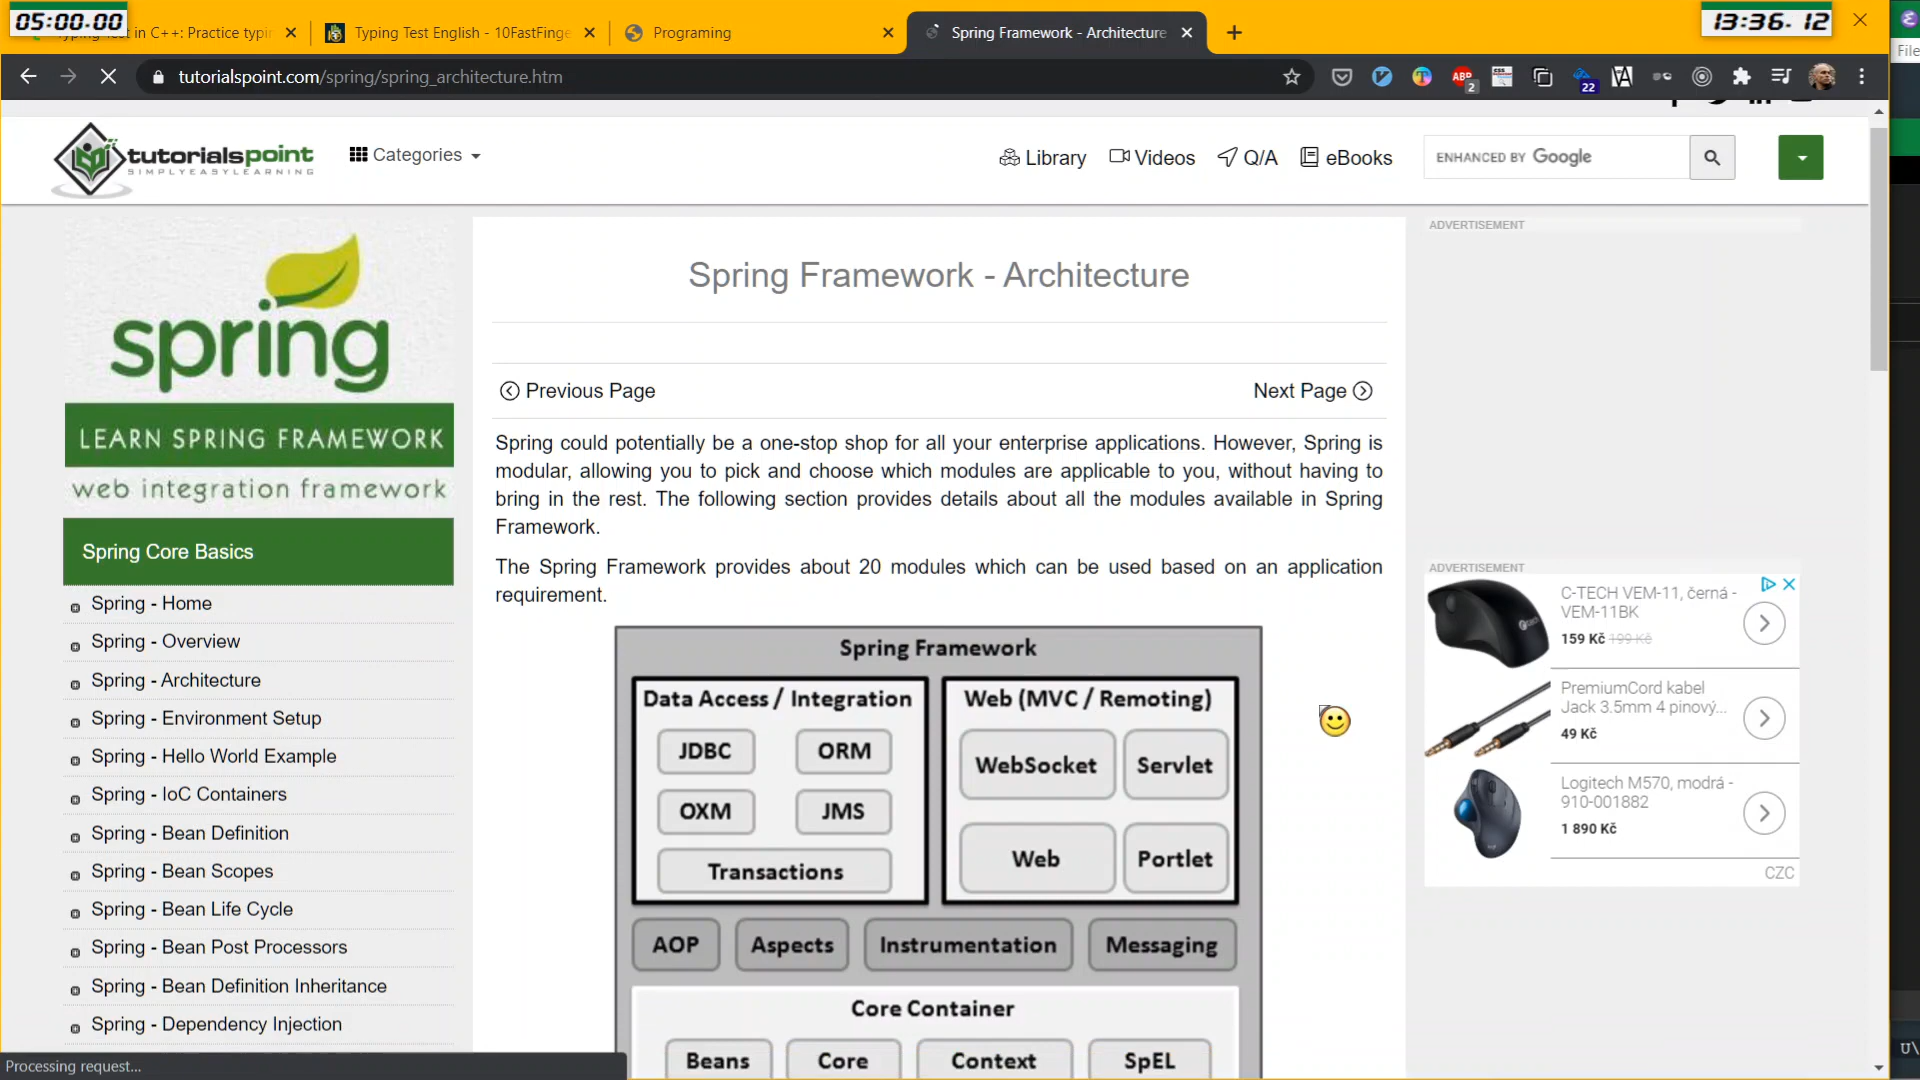 05:00.00
in C++: Practice typin
Typing Test English - 10FastFinge
Programing
Spring Framework - Architecture
13:36. 12
File
tutorialspoint.com/spring/spring_architecture.htm
ABP
2
22
tutorialspoint
SIMPLYEASYLEARNING
Categories
Library
Videos
Q/A
eBooks
ENHANCED BY Google
spring
LEARN SPRING FRAMEWORK
web integration framework
Spring Core Basics
Spring - Home
Spring - Overview
Spring - Architecture
Spring - Environment Setup
Spring - Hello World Example
Spring - IoC Containers
Spring - Bean Definition
Spring - Bean Scopes
Spring - Bean Life Cycle
Spring - Bean Post Processors
Spring - Bean Definition Inheritance
Spring - Dependency Injection
Spring Framework - Architecture
Previous Page
Next Page
Spring could potentially be a one-stop shop for all your enterprise applications. However, Spring is
modular, allowing you to pick and choose which modules are applicable to you, without having to
bring in the rest. The following section provides details about all the modules available in Spring
Framework.
The Spring Framework provides about 20 modules which can be used based on an application
requirement.
Spring Framework
Data Access / Integration
JDBC
ORM
OXM
JMS
Transactions
Web (MVC / Remoting)
WebSocket
Servlet
Web
Portlet
AOP
Aspects
Instrumentation
Messaging
Core Container
Beans
Core
Context
SpEL
ADVERTISEMENT
ADVERTISEMENT
C-TECH VEM-11, černá -
VEM-11BK
159 Kč 199 Kč
PremiumCord kabel
Jack 3.5mm 4 pinový...
49 Kč
Logitech M570, modrá -
910-001882
1 890 Kč
CZC
Processing request...
U\